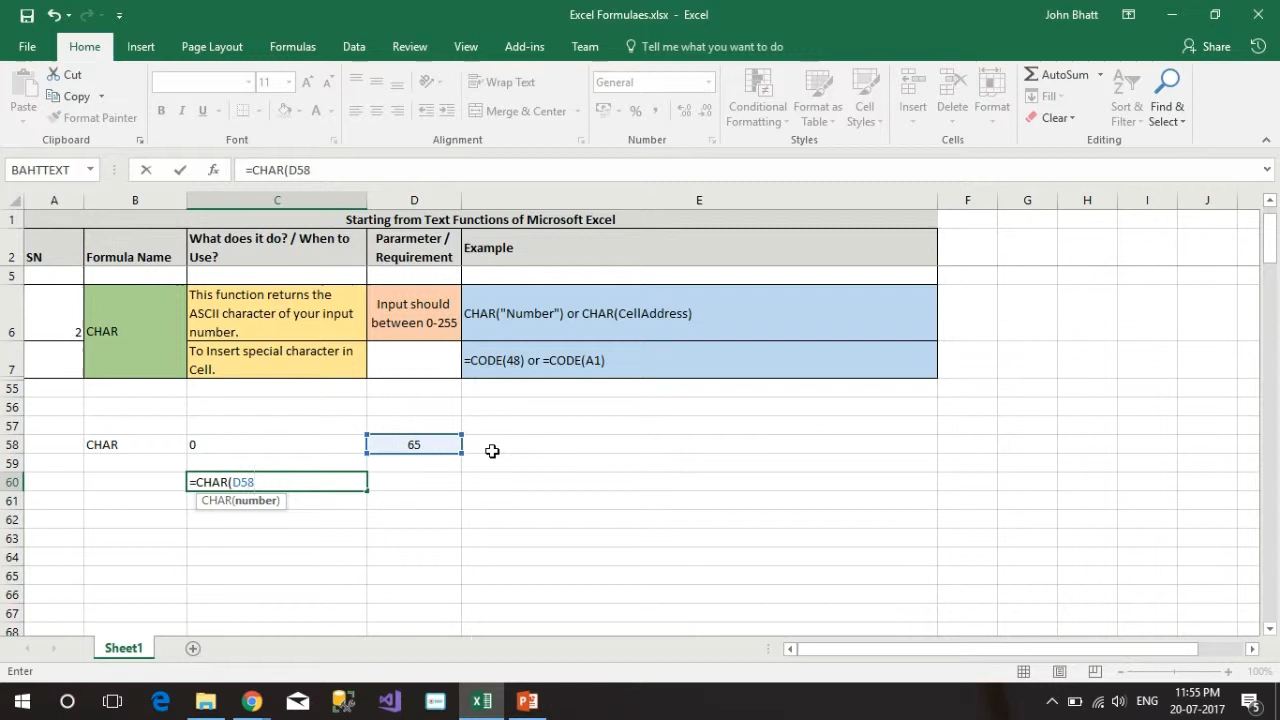 Excel Formulaes.xlsx - Excel
John Bhatt
File Home Insert Page Layout Formulas Data Review View Add-ins Team Tell me what you want to do Share
Paste
Cut
Copy
Format Painter
11
Wrap Text
Merge & Center
General
Conditional Formatting
Format as Table
Cell Styles
Insert
Delete
Format
AutoSum
Fill
Clear
Sort & Filter
Find & Select
Clipboard Font Alignment Number Styles Cells Editing
BAHTTEXT fx =CHAR(D58
A B C D E F G H I J
1 Starting from Text Functions of Microsoft Excel
2 SN Formula Name What does it do? / When to Use? Pararmeter / Requirement Example
5
6 2 CHAR This function returns the ASCII character of your input number. Input should between 0-255 CHAR("Number") or CHAR(CellAddress)
7 To Insert special character in Cell. =CODE(48) or =CODE(A1)
55
56
57
58 CHAR 0 65
59
60 =CHAR(D58
61 CHAR(number)
62
63
64
65
66
67
68
Sheet1
Enter 100%
ENG
11:55 PM
20-07-2017
5